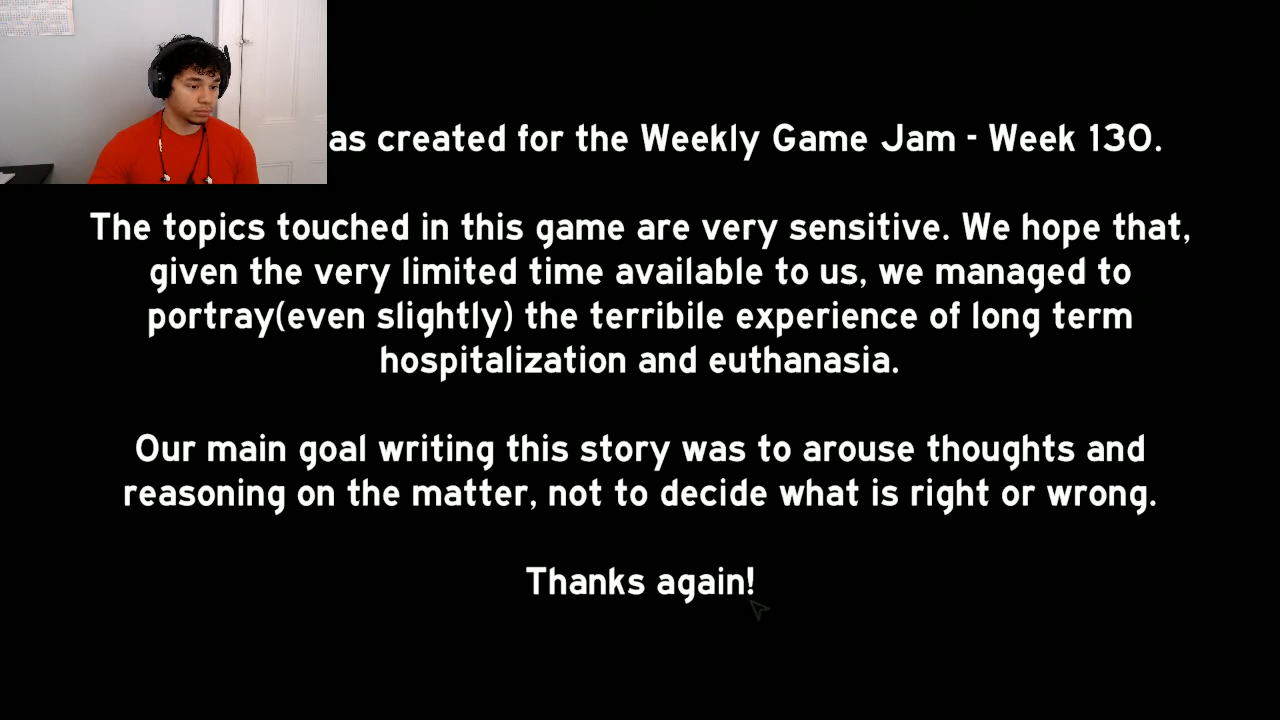 as created for the Weekly Game Jam - Week 130.
The topics touched in this game are very sensitive. We hope that,
given the very limited time available to us, we managed to
portray(even slightly) the terribile experience of long term
hospitalization and euthanasia.
Our main goal writing this story was to arouse thoughts and
reasoning on the matter, not to decide what is right or wrong.
Thanks again!